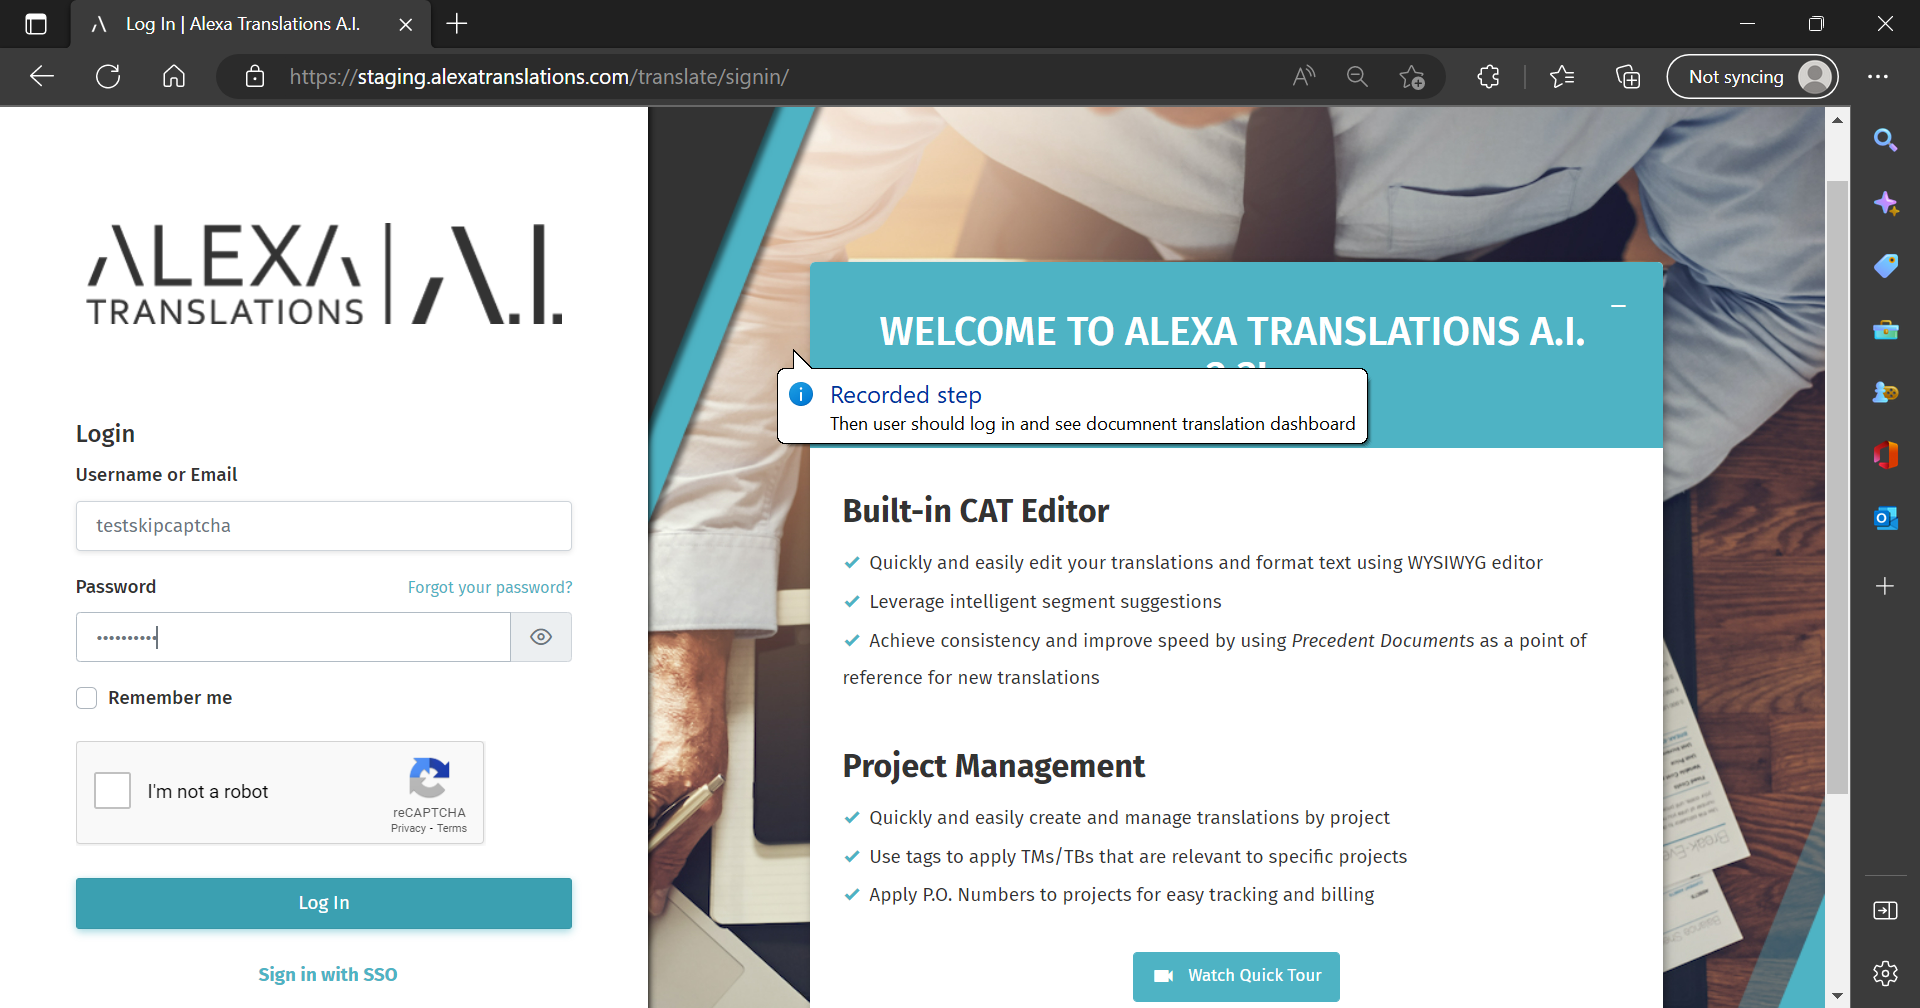 Log In | Alexa Translations A.I.
https://staging.alexatranslations.com/translate/signin/
Not syncing
ALEXA
TRANSLATIONS
A.I.
Login
Username or Email
testskipcaptcha
Password
Forgot your password?
••••••••••
Remember me
I'm not a robot
reCAPTCHA
Privacy - Terms
Log In
Sign in with SSO
WELCOME TO ALEXA TRANSLATIONS A.I.
Recorded step
Then user should log in and see documnent translation dashboard
Built-in CAT Editor
Quickly and easily edit your translations and format text using WYSIWYG editor
Leverage intelligent segment suggestions
Achieve consistency and improve speed by using Precedent Documents as a point of
reference for new translations
Project Management
Quickly and easily create and manage translations by project
Use tags to apply TMs/TBs that are relevant to specific projects
Apply P.O. Numbers to projects for easy tracking and billing
Watch Quick Tour